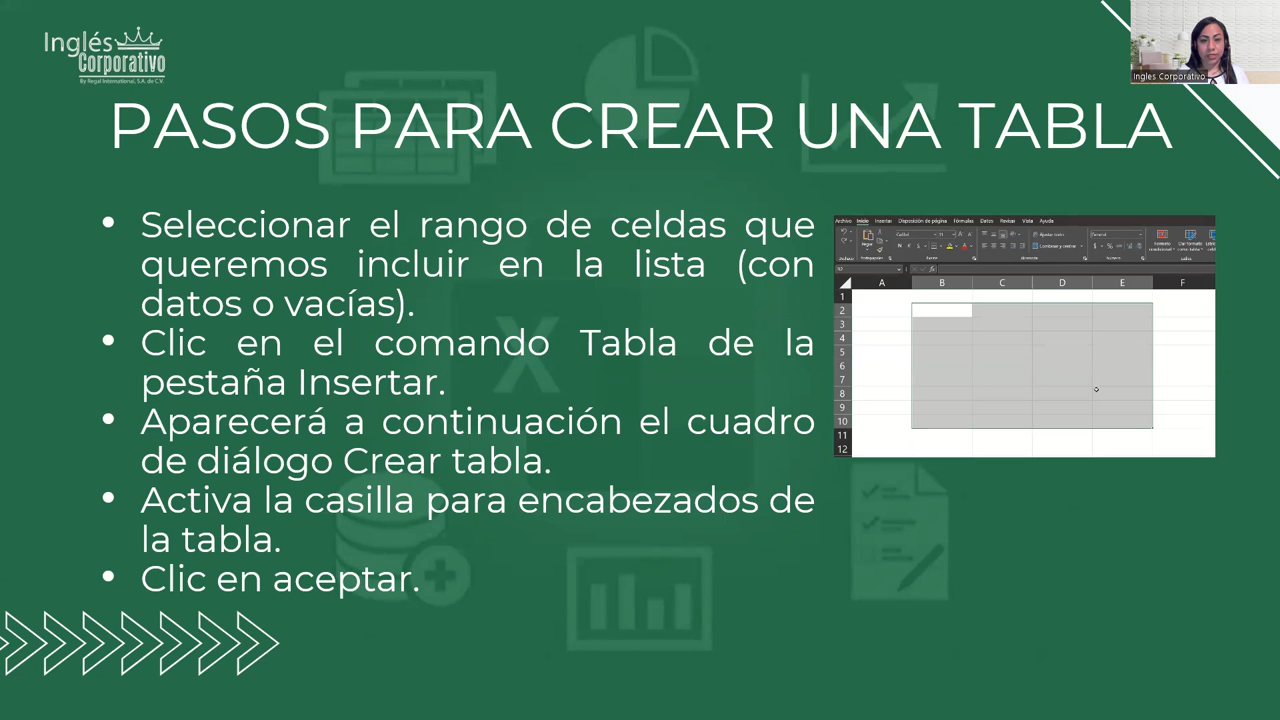 Inglés
Corporativo
By Regal International, S.A. de C.V.
Ingles Corporativo
PASOS PARA CREAR UNA TABLA
• Seleccionar el rango de celdas que
queremos incluir en la lista (con
datos o vacías).
• Clic en el comando Tabla de la
pestaña Insertar.
• Aparecerá a continuación el cuadro
de diálogo Crear tabla.
• Activa la casilla para encabezados de
la tabla.
• Clic en aceptar.
Archivo Inicio Insertar Disposición de página Fórmulas Datos Revisar Vista Ayuda
A B C D E F
1
2
3
4
5
6
7
8
9
10
11
12